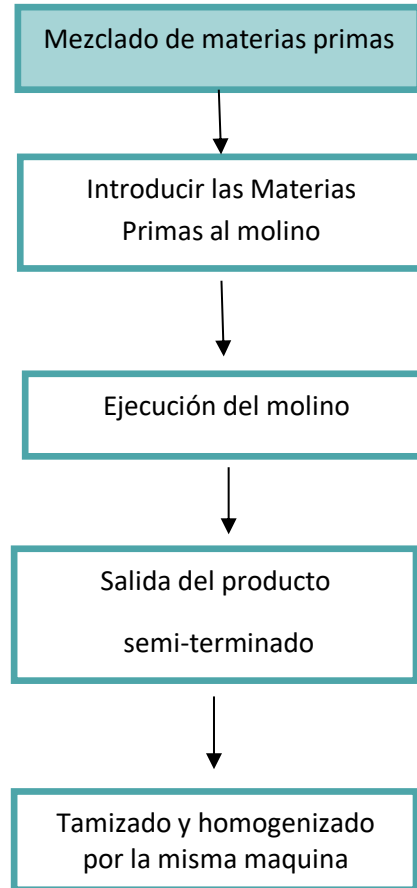 Mezclado de materias primas
Introducir las Materias
Primas al molino
Ejecución del molino
Salida del producto
semi-terminado
Tamizado y homogenizado
por la misma maquina